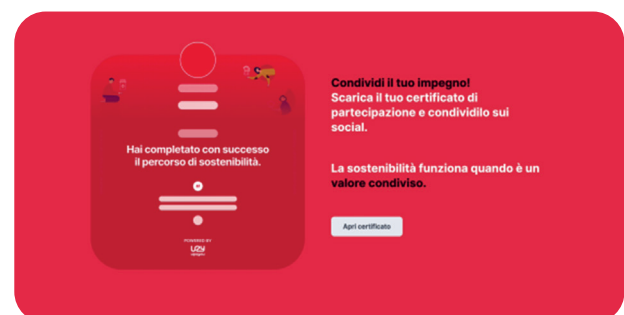 Hai completato con successo
il percorso di sostenibilità.
POWERED BY
Condividi il tuo impegno!
Scarica il tuo certificato di
partecipazione e condividilo sui
social.
La sostenibilità funziona quando è un
valore condiviso.
Apri certificato